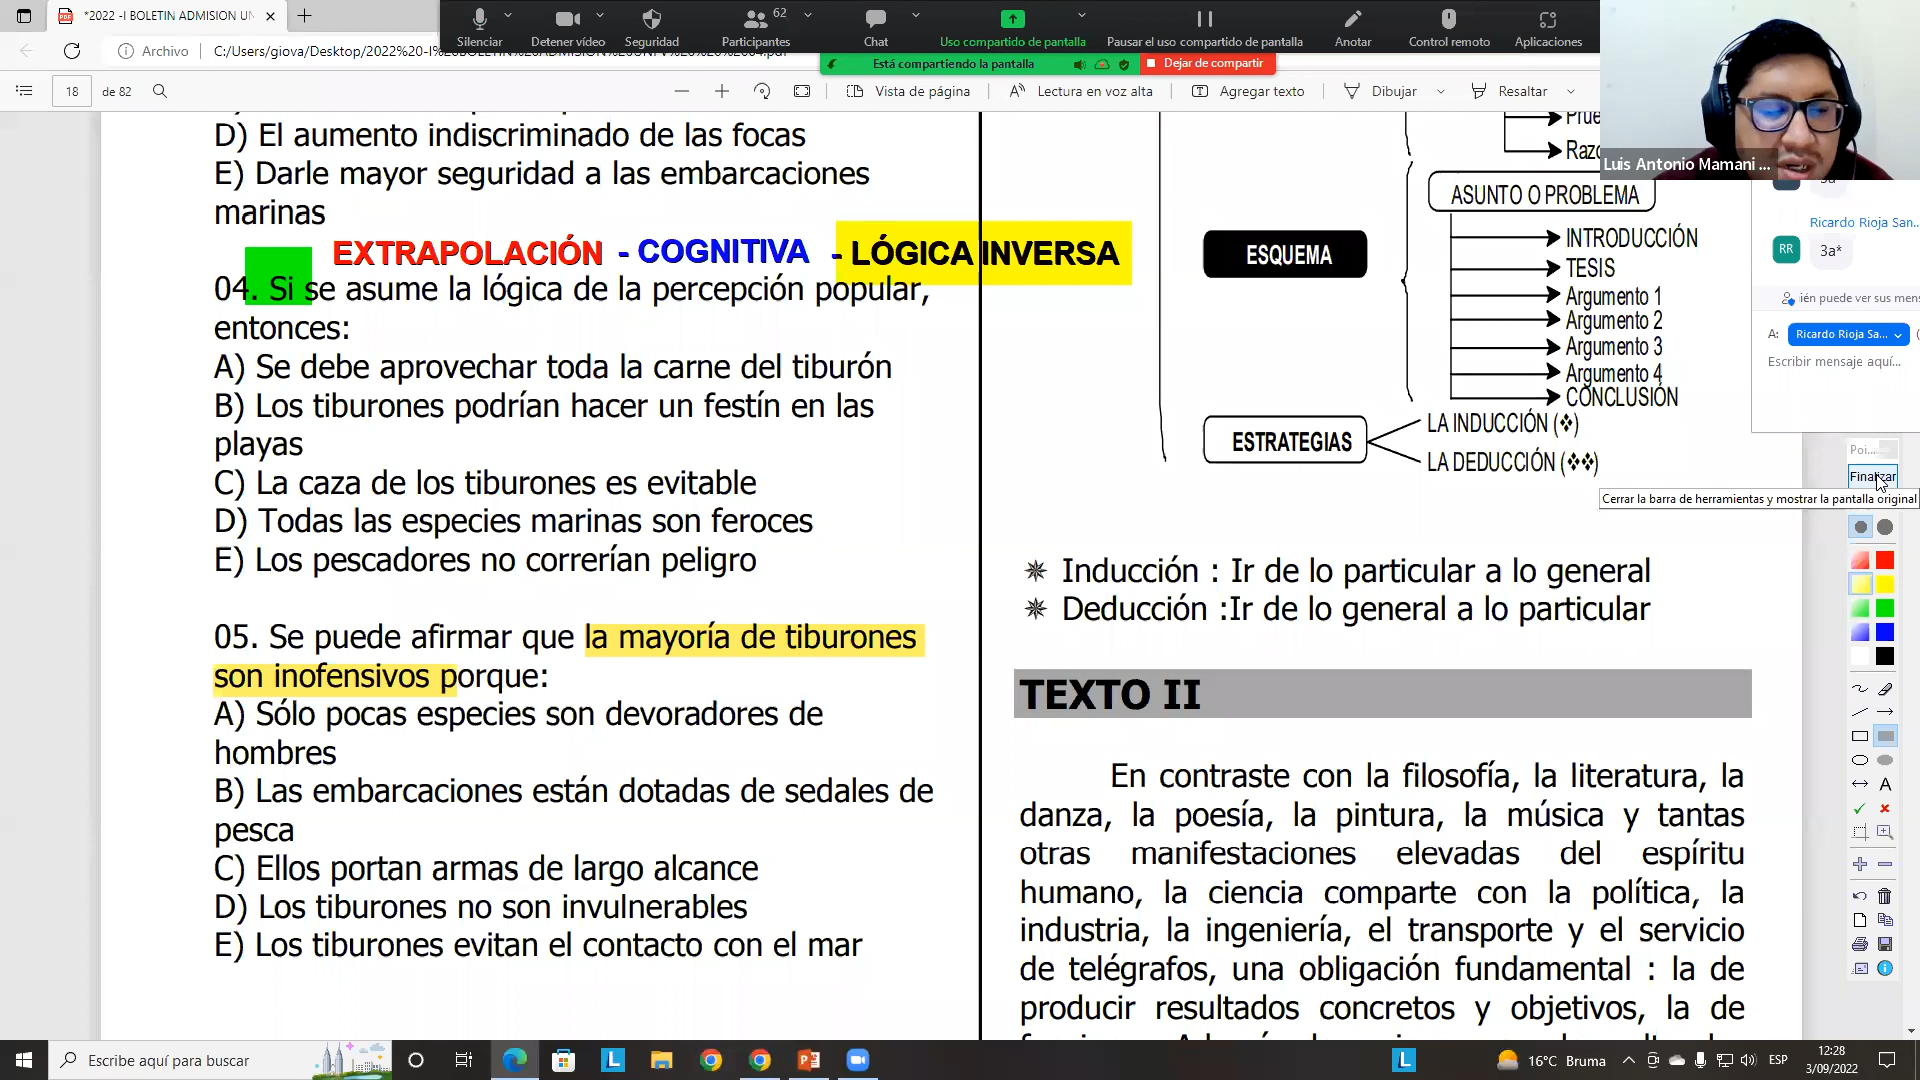 *2022 -I BOLETIN ADMISION UN
Silenciar
Detener vídeo
Seguridad
62
Participantes
Chat
Uso compartido de pantalla
Pausar el uso compartido de pantalla
Anotar
Control remoto
Aplicaciones
Archivo
Está compartiendo la pantalla
Dejar de compartir
18
de 82
Vista de página
Lectura en voz alta
Agregar texto
Dibujar
Resaltar
Luis Antonio Mamani ...
D) El aumento indiscriminado de las focas
E) Darle mayor seguridad a las embarcaciones
marinas
EXTRAPOLACIÓN - COGNITIVA - LÓGICA INVERSA
04. Si se asume la lógica de la percepción popular,
entonces:
A) Se debe aprovechar toda la carne del tiburón
B) Los tiburones podrían hacer un festín en las
playas
C) La caza de los tiburones es evitable
D) Todas las especies marinas son feroces
E) Los pescadores no correrían peligro
05. Se puede afirmar que la mayoría de tiburones
son inofensivos porque:
A) Sólo pocas especies son devoradores de
hombres
B) Las embarcaciones están dotadas de sedales de
pesca
C) Ellos portan armas de largo alcance
D) Los tiburones no son invulnerables
E) Los tiburones evitan el contacto con el mar
ASUNTO O PROBLEMA
ESQUEMA
INTRODUCCIÓN
TESIS
Argumento 1
Argumento 2
Argumento 3
Argumento 4
CONCLUSIÓN
ESTRATEGIAS
LA INDUCCIÓN (❖)
LA DEDUCCIÓN (❖❖)
Inducción : Ir de lo particular a lo general
Deducción :Ir de lo general a lo particular
TEXTO II
En contraste con la filosofía, la literatura, la
danza, la poesía, la pintura, la música y tantas
otras manifestaciones elevadas del espíritu
humano, la ciencia comparte con la política, la
industria, la ingeniería, el transporte y el servicio
de telégrafos, una obligación fundamental : la de
producir resultados concretos y objetivos, la de
Ricardo Rioja San...
RR
3a*
ién puede ver sus mens
A: Ricardo Rioja Sa...
Escribir mensaje aquí...
Poi...
Finalizar
Cerrar la barra de herramientas y mostrar la pantalla original
A
Escribe aquí para buscar
16°C Bruma
ESP
12:28
3/09/2022